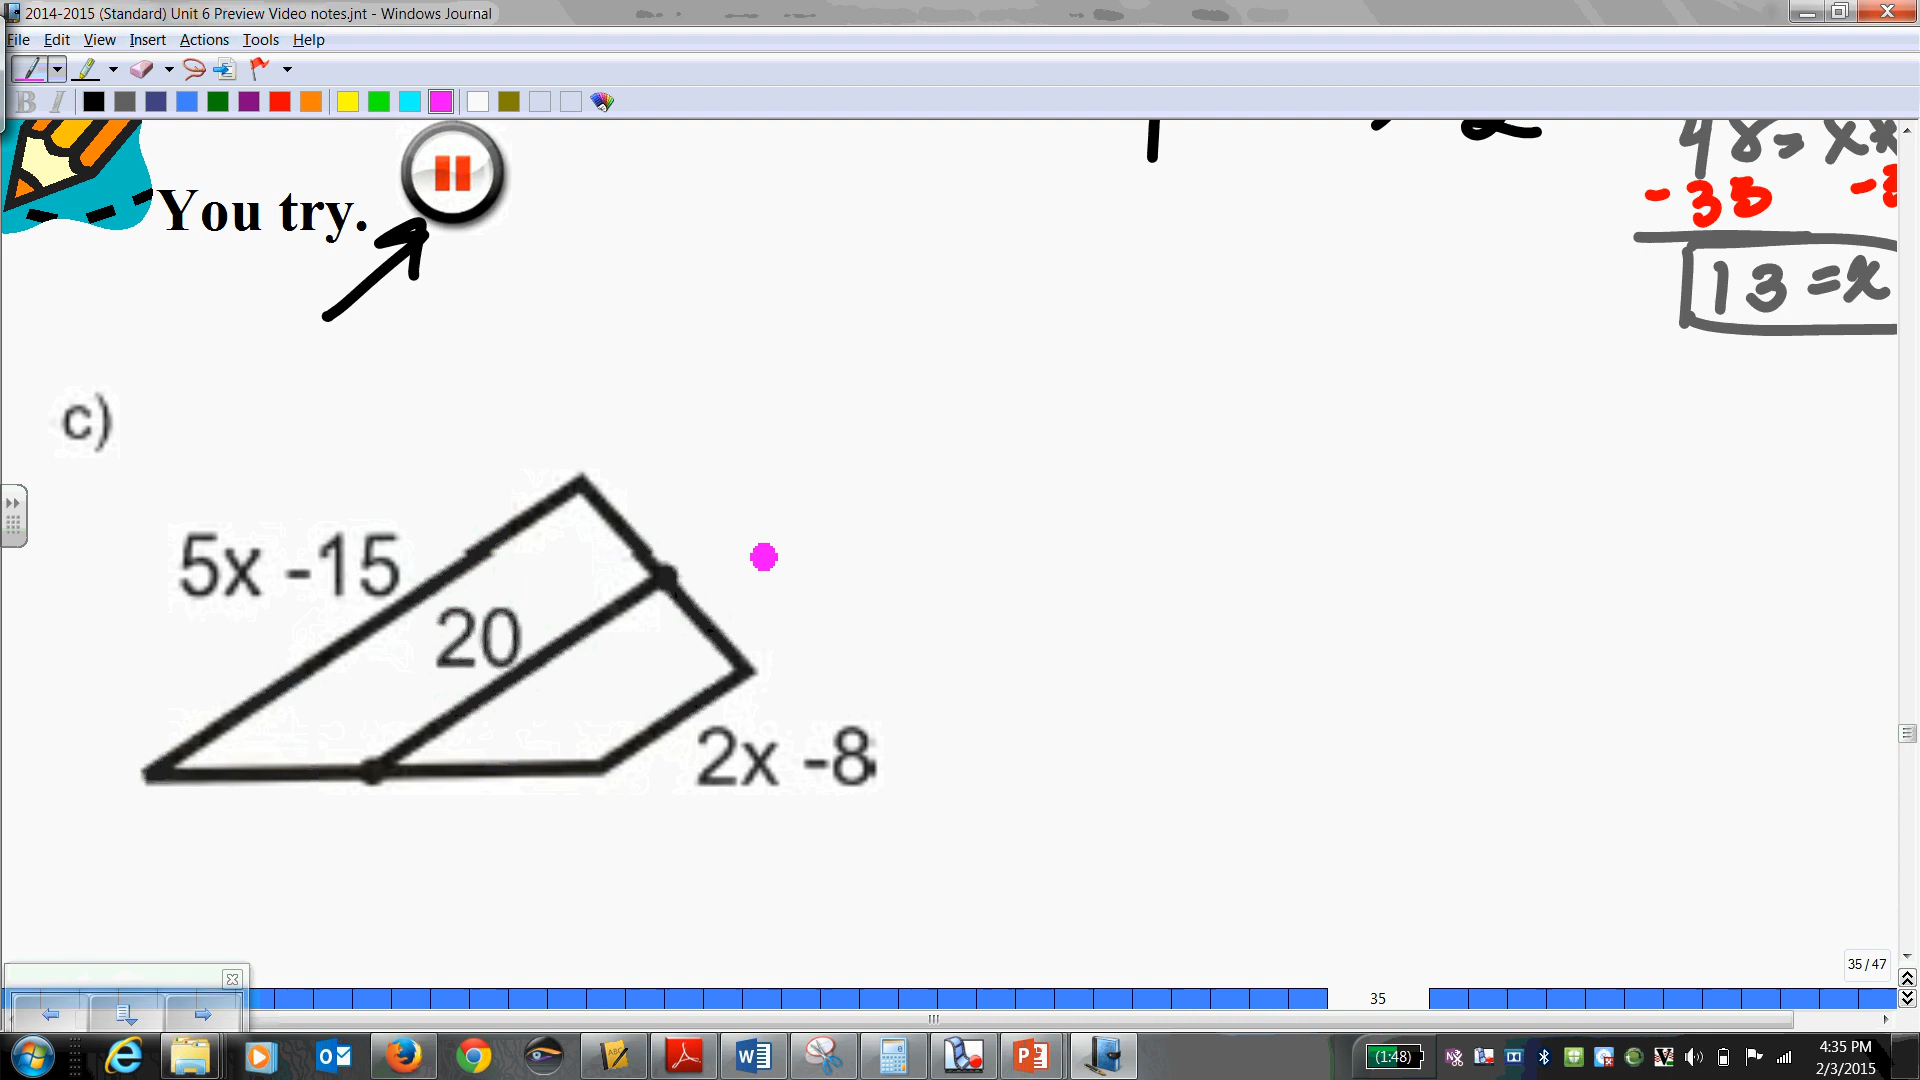 2014-2015 (Standard) Unit 6 Preview Video notes.jnt - Windows Journal
File Edit View Insert Actions Tools Help
B I
48=x+
-35 -3
13=x
You try.
c)
5x -15
20
2x -8
35/47
35
(1:48)
4:35 PM
2/3/2015